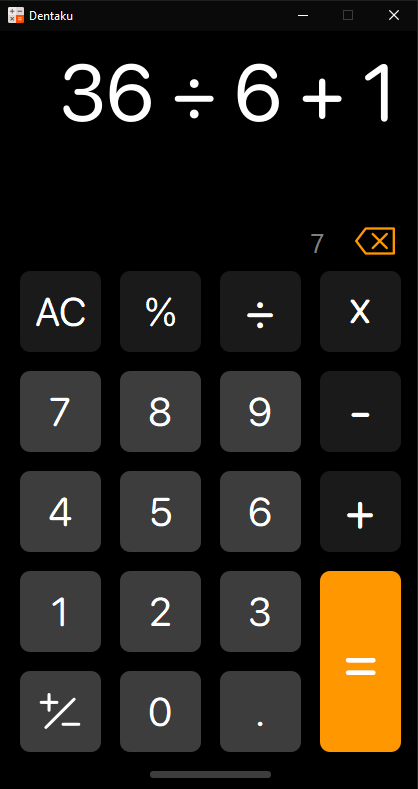 Dentaku
36 ÷ 6 + 1
7
AC % ÷ x
7 8 9 -
4 5 6 +
1 2 3
=
+/- 0 .